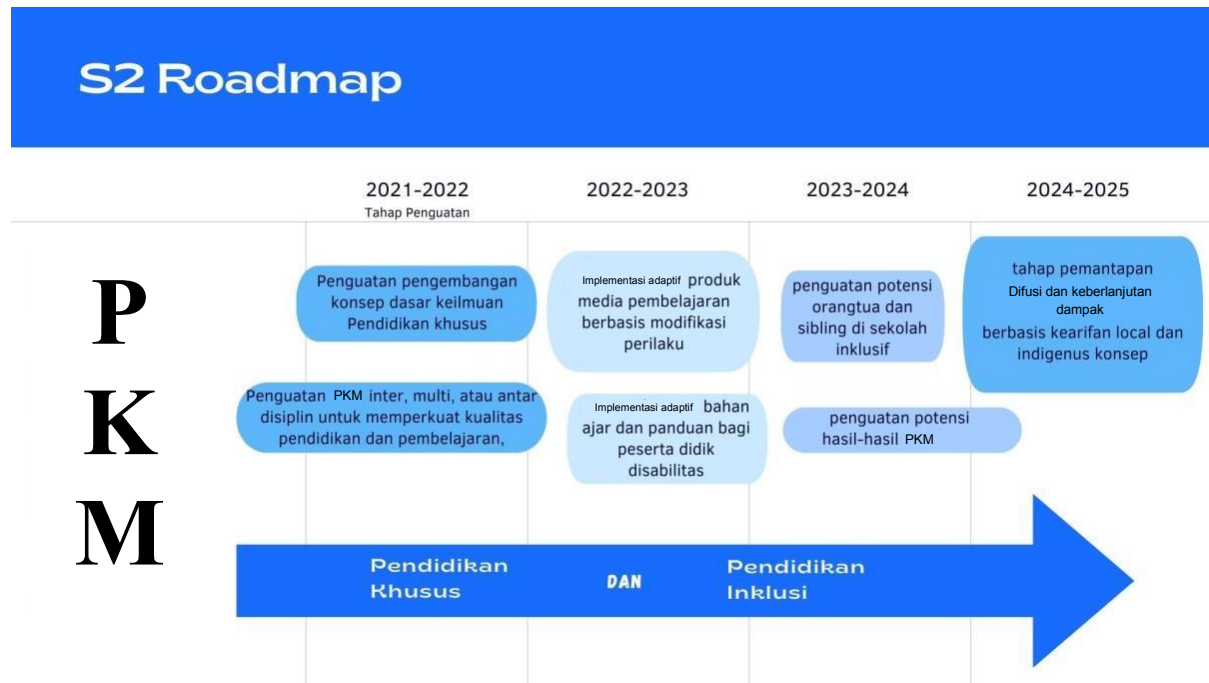 S2 Roadmap
2021-2022
Tahap Penguatan
2022-2023
2023-2024
2024-2025
P
K
M
Penguatan pengembangan
konsep dasar keilmuan
Pendidikan khusus
Implementasi adaptif produk
media pembelajaran
berbasis modifikasi
perilaku
penguatan potensi
orangtua dan
sibling di sekolah
inklusif
tahap pemantapan
Difusi dan keberlanjutan
dampak
berbasis kearifan local dan
indigenus konsep
Penguatan PKM inter, multi, atau antar
disiplin untuk memperkuat kualitas
pendidikan dan pembelajaran,
Implementasi adaptif bahan
ajar dan panduan bagi
peserta didik
disabilitas
penguatan potensi
hasil-hasil PKM
Pendidikan
Khusus
DAN
Pendidikan
Inklusi